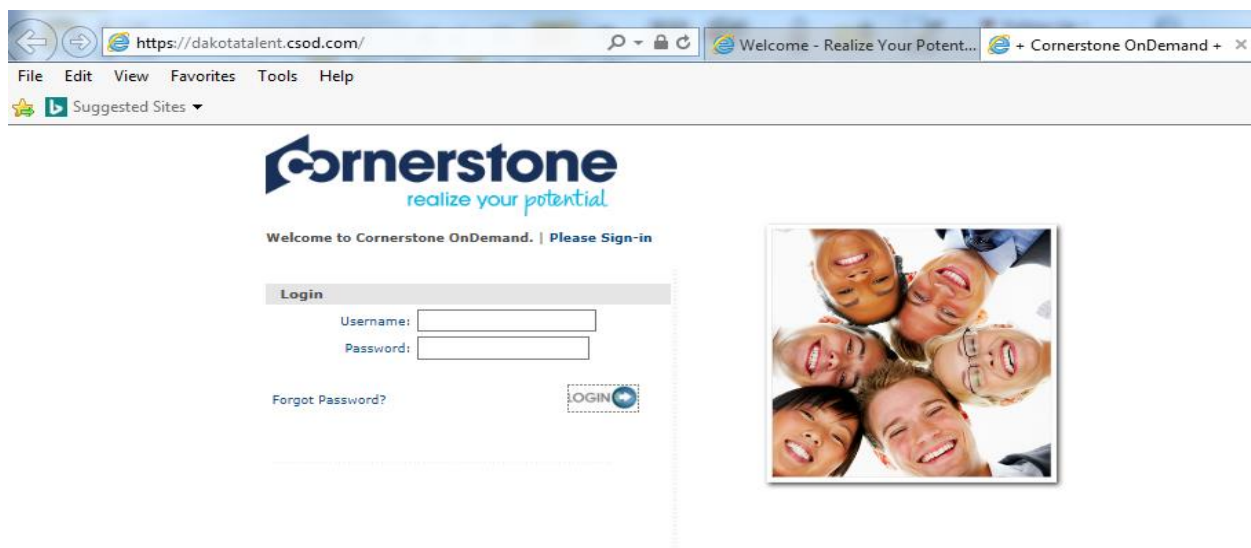 https://dakotatalent.csod.com/
Welcome - Realize Your Potent...
+ Cornerstone OnDemand +
File Edit View Favorites Tools Help
Suggested Sites
Cornerstone
realize your potential
Welcome to Cornerstone OnDemand. | Please Sign-in
Login
Username:
Password:
Forgot Password?
LOGIN